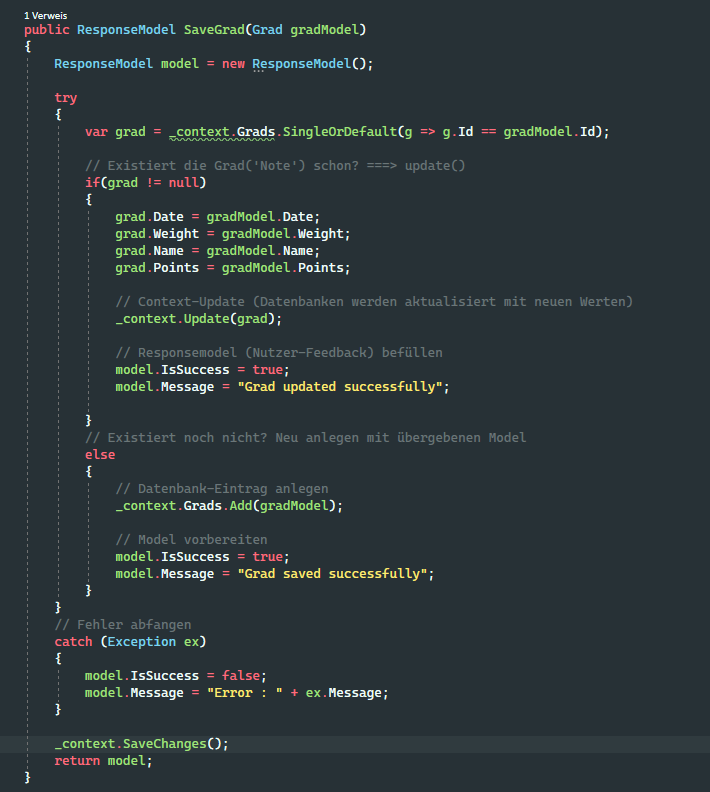 1 Verweis
public ResponseModel SaveGrad(Grad gradModel)
{
ResponseModel model = new ResponseModel();
try
{
var grad = _context.Grads.SingleOrDefault(g => g.Id == gradModel.Id);
// Existiert die Grad('Note') schon? ===> update()
if(grad != null)
{
grad.Date = gradModel.Date;
grad.Weight = gradModel.Weight;
grad.Name = gradModel.Name;
grad.Points = gradModel.Points;
// Context-Update (Datenbanken werden aktualisiert mit neuen Werten)
_context.Update(grad);
// Responsemodel (Nutzer-Feedback) befüllen
model.IsSuccess = true;
model.Message = "Grad updated successfully";
}
// Existiert noch nicht? Neu anlegen mit übergebenen Model
else
{
// Datenbank-Eintrag anlegen
_context.Grads.Add(gradModel);
// Model vorbereiten
model.IsSuccess = true;
model.Message = "Grad saved successfully";
}
}
// Fehler abfangen
catch (Exception ex)
{
model.IsSuccess = false;
model.Message = "Error : " + ex.Message;
}
_context.SaveChanges();
return model;
}